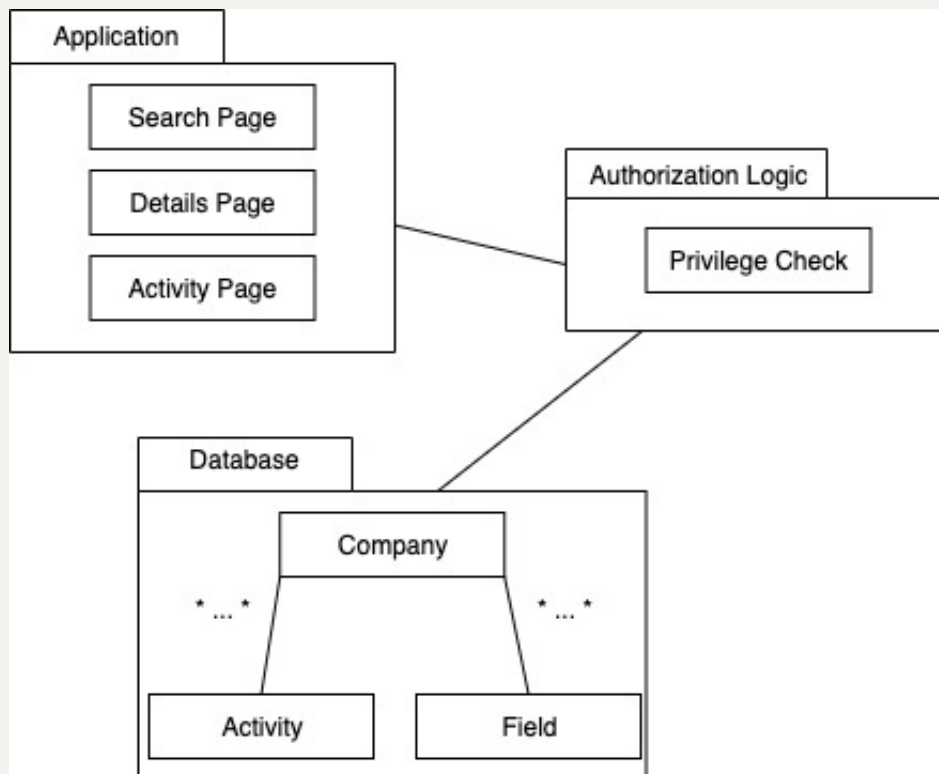 Application
Search Page
Details Page
Activity Page
Authorization Logic
Privilege Check
Database
Company
* ... *
* ... *
Activity
Field